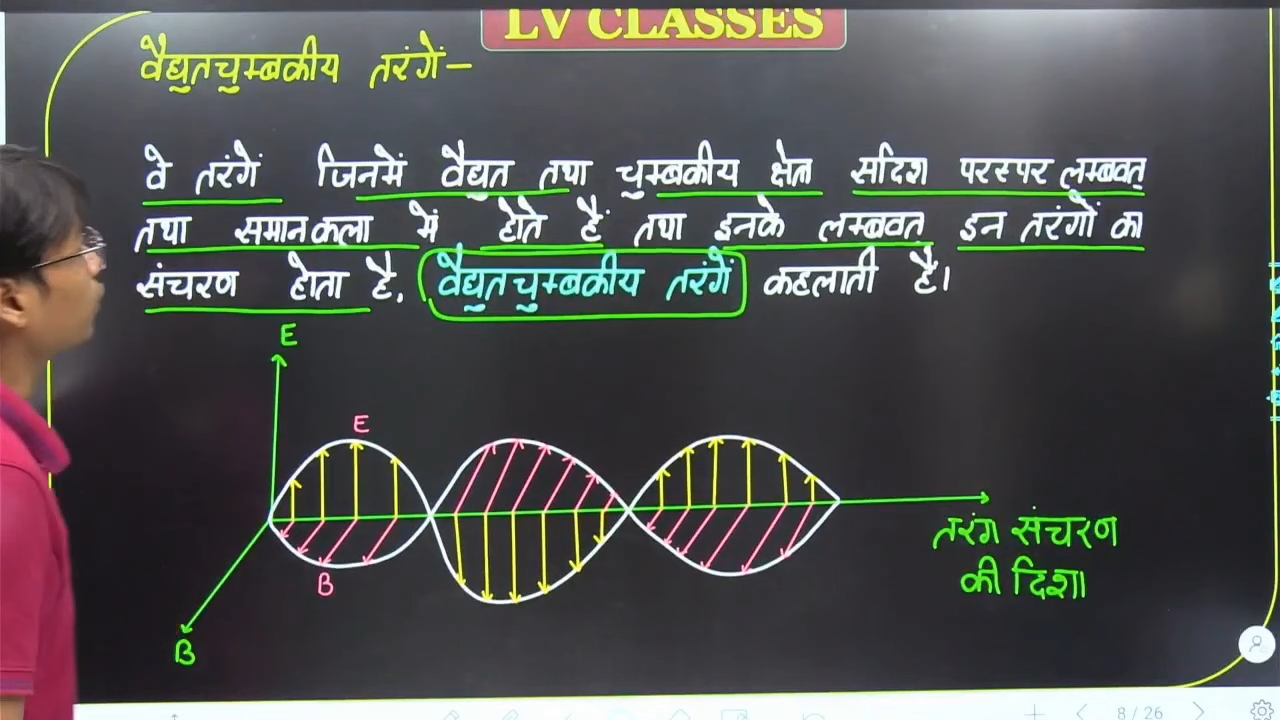 LV CLASSES
वैद्युतचुम्बकीय तरंगें-
वे तरंगें जिनमें वैद्युत तथा चुम्बकीय क्षेत्र सदिश परस्पर लम्बवत्
तथा समान कला में होते हैं तथा इनके लम्बवत् इन तरंगों का
संचरण होता है, वैद्युतचुम्बकीय तरंगें कहलाती हैं।
E
E
B
B
तरंग संचरण
की दिशा
8 / 26